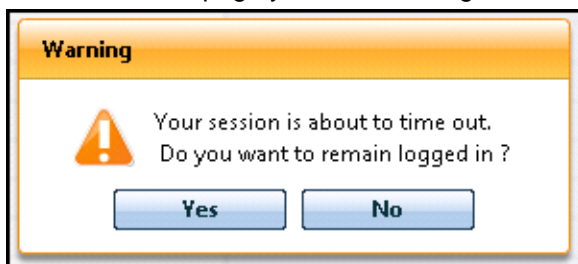 Warning
Your session is about to time out.
Do you want to remain logged in ?
Yes No